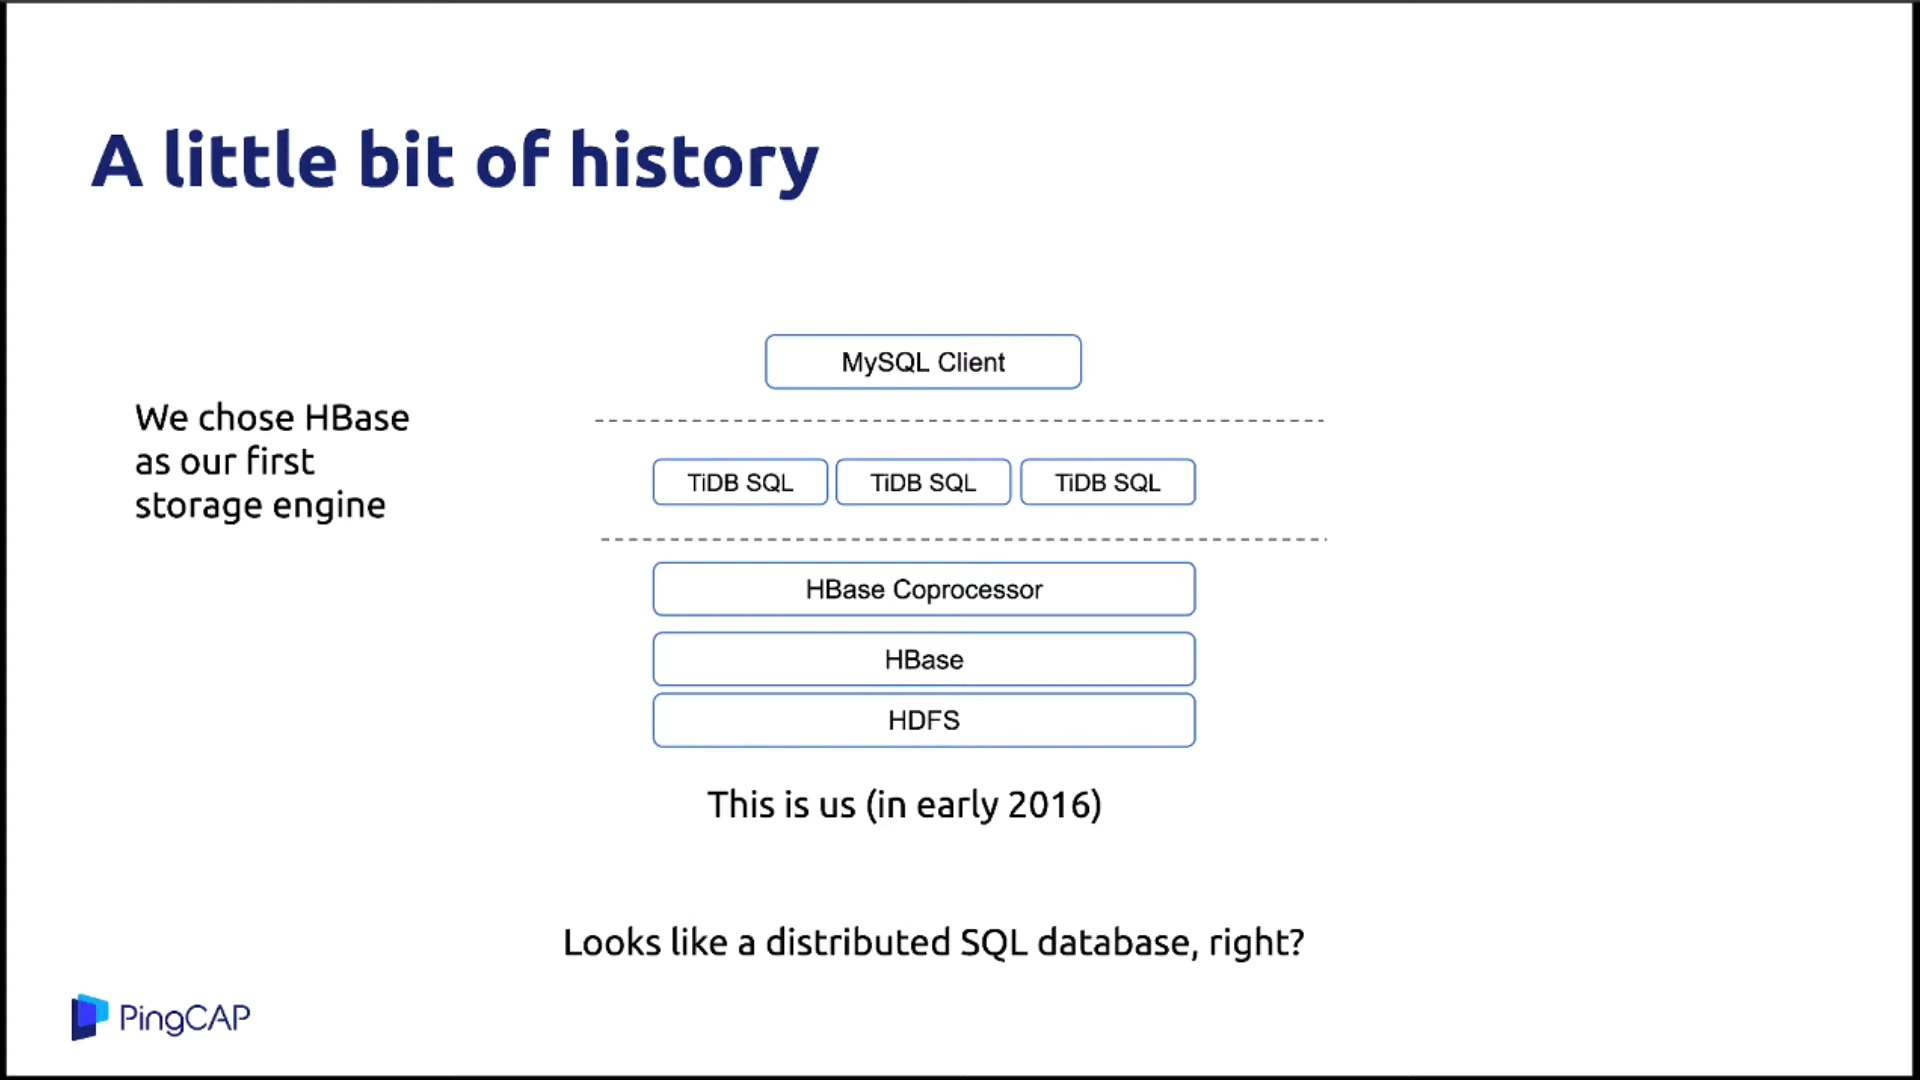 A little bit of history
We chose HBase
as our first
storage engine
MySQL Client
TiDB SQL TiDB SQL TiDB SQL
HBase Coprocessor
HBase
HDFS
This is us (in early 2016)
Looks like a distributed SQL database, right?
PingCAP